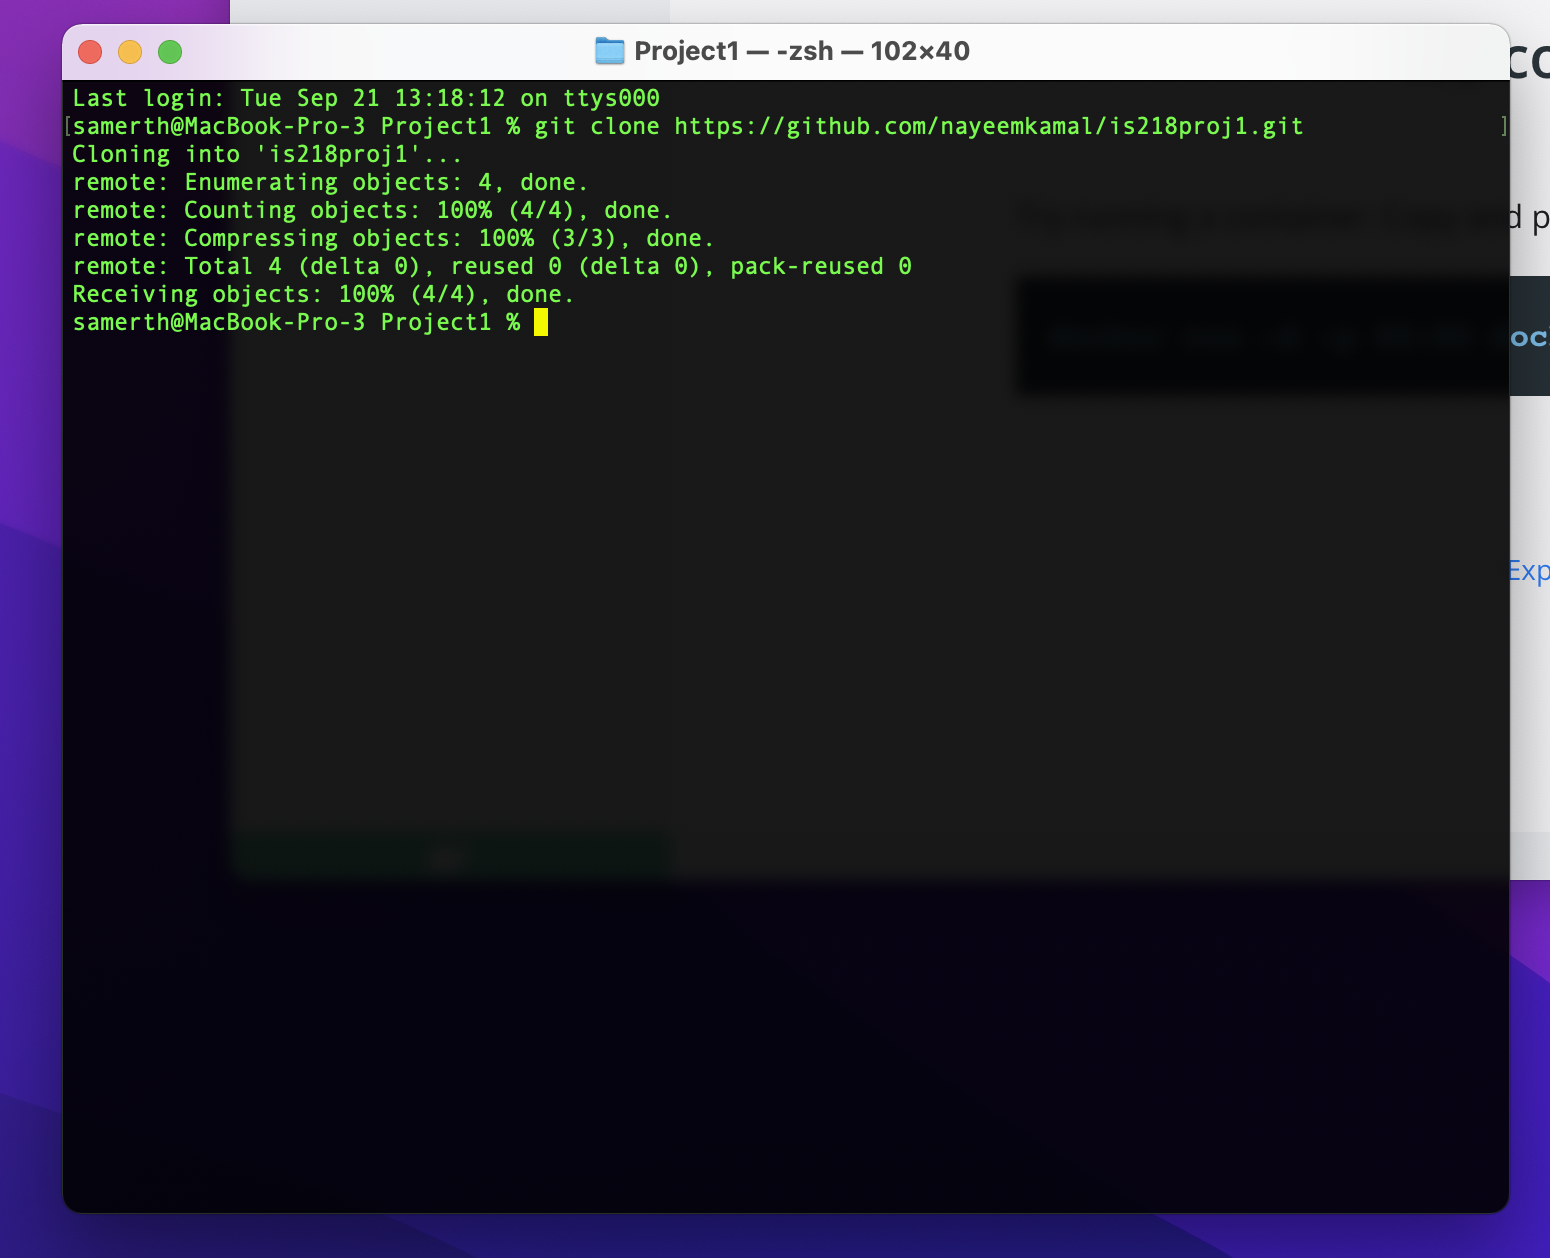 Project1 — -zsh — 102×40
Last login: Tue Sep 21 13:18:12 on ttys000
[samerth@MacBook-Pro-3 Project1 % git clone https://github.com/nayeemkamal/is218proj1.git ]
Cloning into 'is218proj1'...
remote: Enumerating objects: 4, done.
remote: Counting objects: 100% (4/4), done.
remote: Compressing objects: 100% (3/3), done.
remote: Total 4 (delta 0), reused 0 (delta 0), pack-reused 0
Receiving objects: 100% (4/4), done.
samerth@MacBook-Pro-3 Project1 %